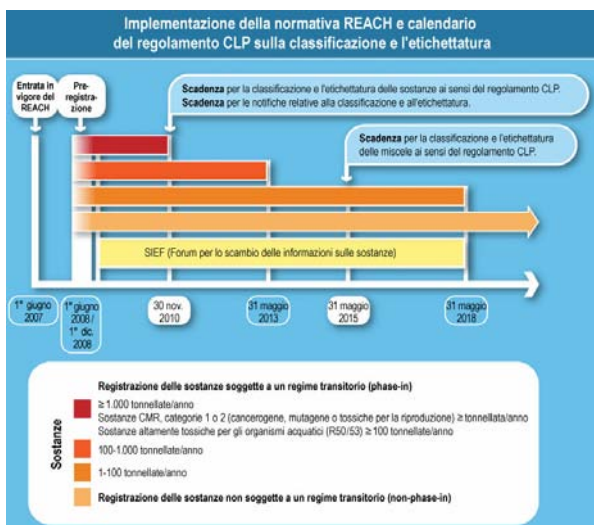 Implementazione della normativa REACH e calendario
del regolamento CLP sulla classificazione e l'etichettatura
Entrata in
vigore del
REACH
Pre-
registra-
zione
Scadenza per la classificazione e l'etichettatura delle sostanze ai sensi del regolamento CLP.
Scadenza per le notifiche relative alla classificazione e all'etichettatura.
Scadenza per la classificazione e l'etichettatura
delle miscele ai sensi del regolamento CLP.
SIEF (Forum per lo scambio delle informazioni sulle sostanze)
1° giugno
2007
1° giugno
2008/
1° dic.
2008
30 nov.
2010
31 maggio
2013
31 maggio
2015
31 maggio
2018
Sostanze
Registrazione delle sostanze soggette a un regime transitorio (phase-in)
≥ 1.000 tonnellate/anno
Sostanze CMR, categorie 1 o 2 (cancerogene, mutagene o tossiche per la riproduzione) ≥ tonnellata/anno
Sostanze altamente tossiche per gli organismi acquatici (R50/53) ≥ 100 tonnellate/anno
100-1.000 tonnellate/anno
1-100 tonnellate/anno
Registrazione delle sostanze non soggette a un regime transitorio (non-phase-in)